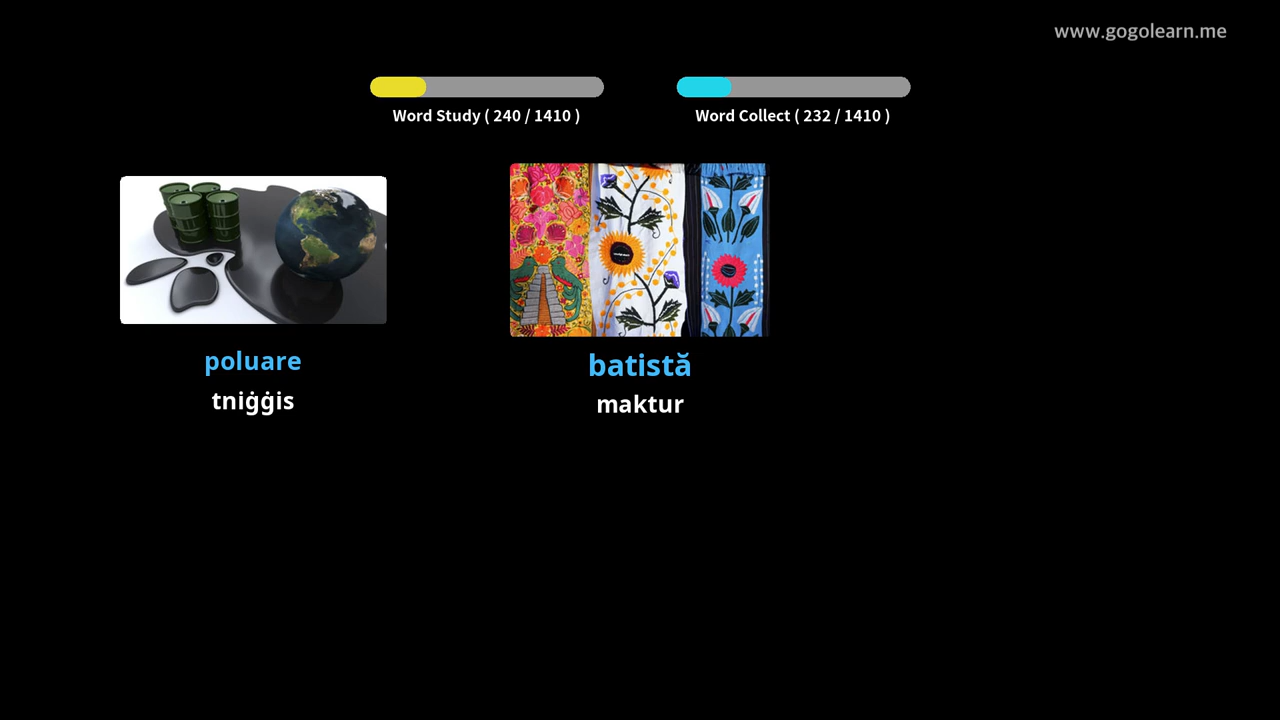 www.gogolearn.me
Word Study ( 240 / 1410 )
Word Collect ( 232 / 1410 )
poluare
tniġġis
batistă
maktur